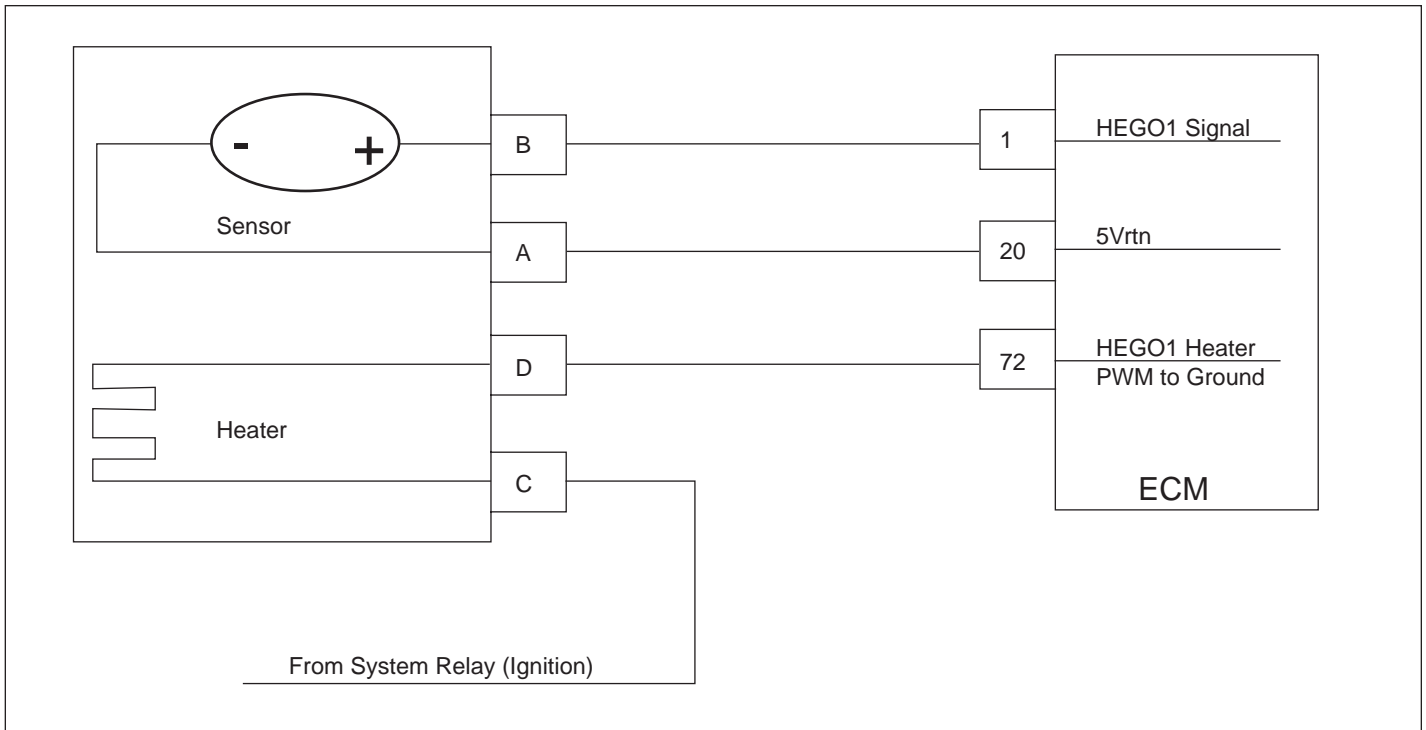 - +
B
1
HEGO1 Signal
Sensor
A
20
5Vrtn
D
72
HEGO1 Heater
PWM to Ground
Heater
C
ECM
From System Relay (Ignition)